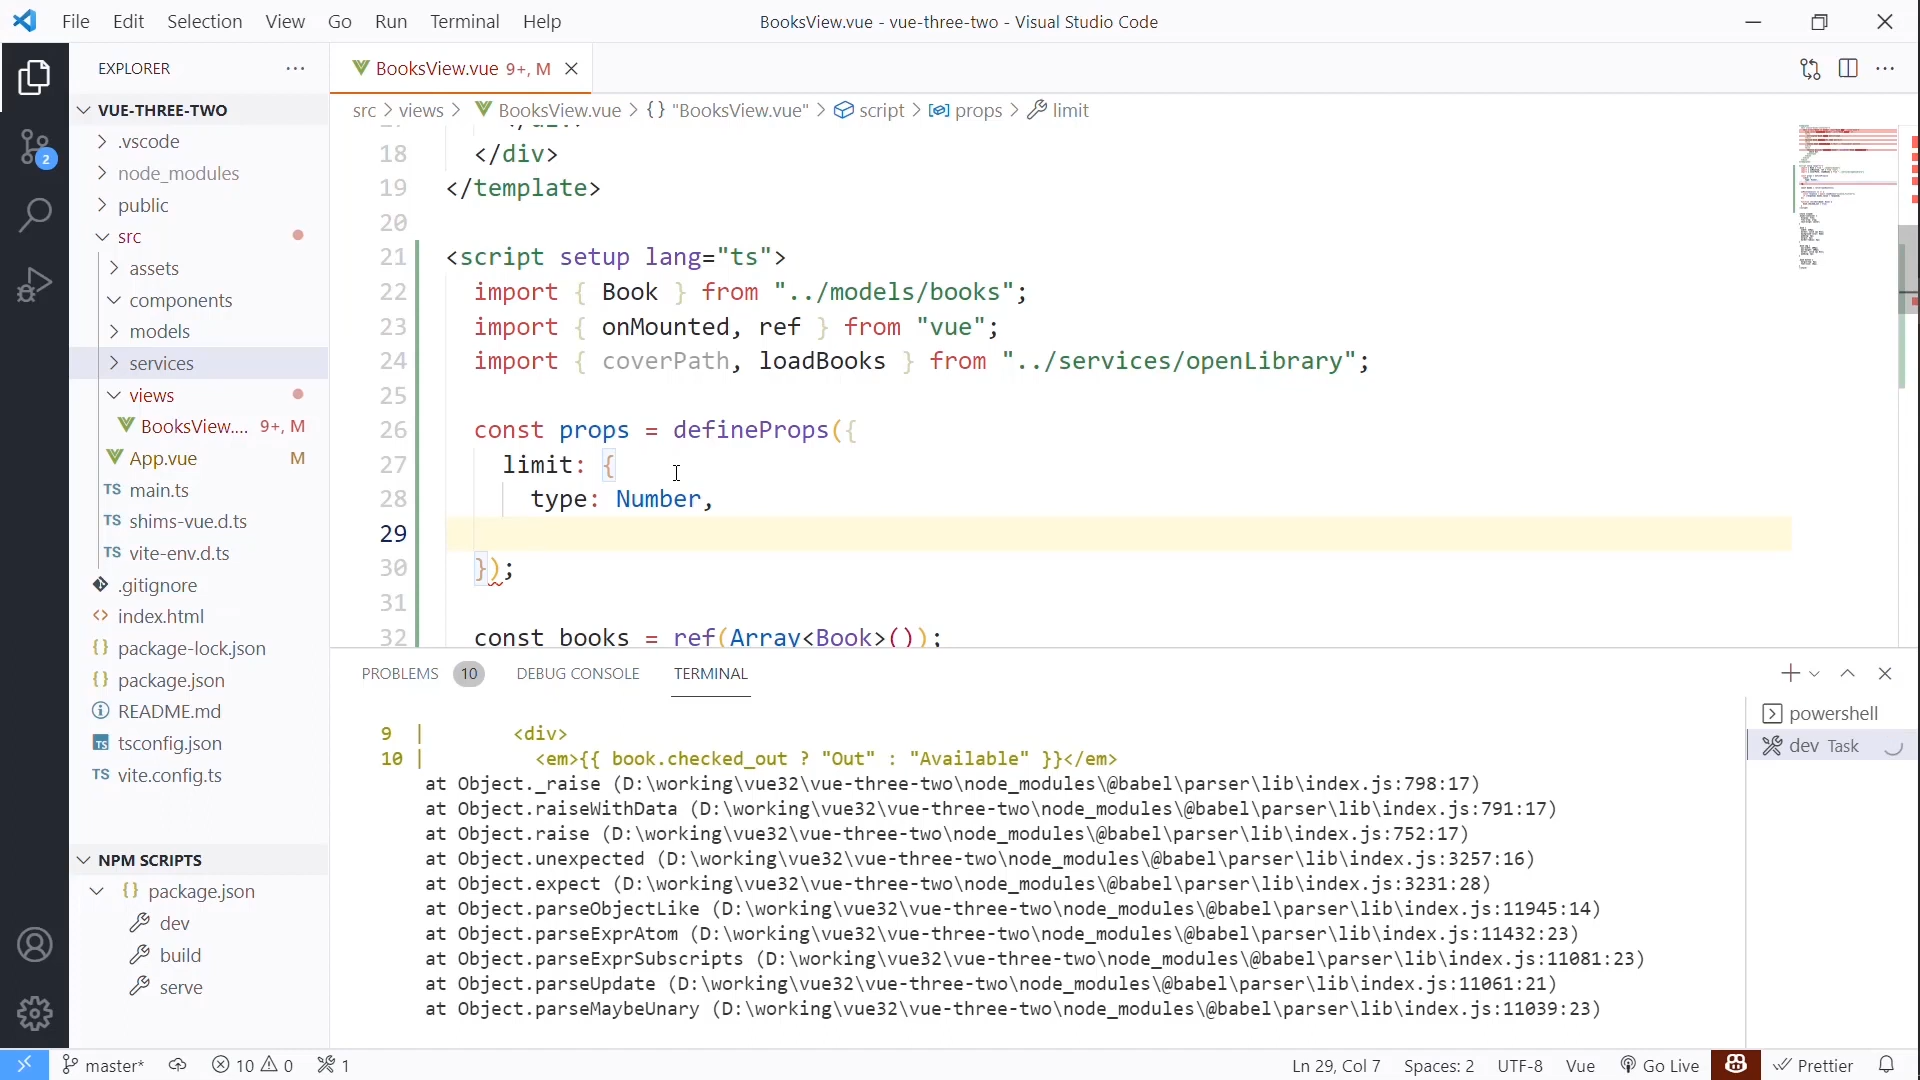 File Edit Selection View Go Run Terminal Help
BooksView.vue - vue-three-two - Visual Studio Code
EXPLORER
VUE-THREE-TWO
.vscode
node_modules
public
src
assets
components
models
services
views
BooksView.... 9+, M
App.vue M
TS main.ts
TS shims-vue.d.ts
TS vite-env.d.ts
.gitignore
index.html
package-lock.json
package.json
README.md
tsconfig.json
TS vite.config.ts
NPM SCRIPTS
package.json
dev
build
serve
2
BooksView.vue 9+, M
src > views > BooksView.vue > {} "BooksView.vue" > script > props > limit
18 </div>
19 </template>
20
21 <script setup lang="ts">
22 import { Book } from "../models/books";
23 import { onMounted, ref } from "vue";
24 import { coverPath, loadBooks } from "../services/openLibrary";
25
26 const props = defineProps({
27 limit: {
28 type: Number,
29
30 });
31
32 const books = ref(Array<Book>());
PROBLEMS 10 DEBUG CONSOLE TERMINAL
9 | <div>
10 | <em>{{ book.checked_out ? "Out" : "Available" }}</em>
at Object._raise (D:\working\vue32\vue-three-two\node_modules\@babel\parser\lib\index.js:798:17)
at Object.raiseWithData (D:\working\vue32\vue-three-two\node_modules\@babel\parser\lib\index.js:791:17)
at Object.raise (D:\working\vue32\vue-three-two\node_modules\@babel\parser\lib\index.js:752:17)
at Object.unexpected (D:\working\vue32\vue-three-two\node_modules\@babel\parser\lib\index.js:3257:16)
at Object.expect (D:\working\vue32\vue-three-two\node_modules\@babel\parser\lib\index.js:3231:28)
at Object.parseObjectLike (D:\working\vue32\vue-three-two\node_modules\@babel\parser\lib\index.js:11945:14)
at Object.parseExprAtom (D:\working\vue32\vue-three-two\node_modules\@babel\parser\lib\index.js:11432:23)
at Object.parseExprSubscripts (D:\working\vue32\vue-three-two\node_modules\@babel\parser\lib\index.js:11081:23)
at Object.parseUpdate (D:\working\vue32\vue-three-two\node_modules\@babel\parser\lib\index.js:11061:21)
at Object.parseMaybeUnary (D:\working\vue32\vue-three-two\node_modules\@babel\parser\lib\index.js:11039:23)
powershell
dev Task
master* 10 0 1
Ln 29, Col 7 Spaces: 2 UTF-8 Vue Go Live Prettier